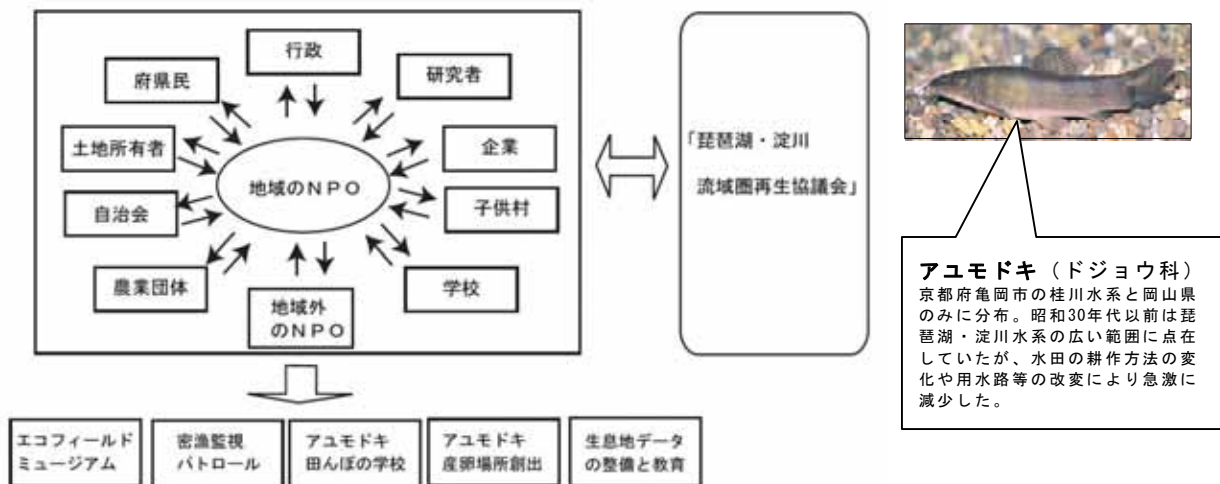 行政
府県民
研究者
土地所有者
企業
地域のNPO
自治会
子供村
農業団体
学校
地域外
のNPO
「琵琶湖・淀川
流域圏再生協議会」
アユモドキ（ドジョウ科）
京都府亀岡市の桂川水系と岡山県
のみに分布。昭和30年代以前は琵
琶湖・淀川水系の広い範囲に点在
していたが、水田の耕作方法の変
化や用水路等の改変により急激に
減少した。
エコフィールド
ミュージアム
密漁監視
パトロール
アユモドキ
田んぼの学校
アユモドキ
産卵場所創出
生息地データ
の整備と教育